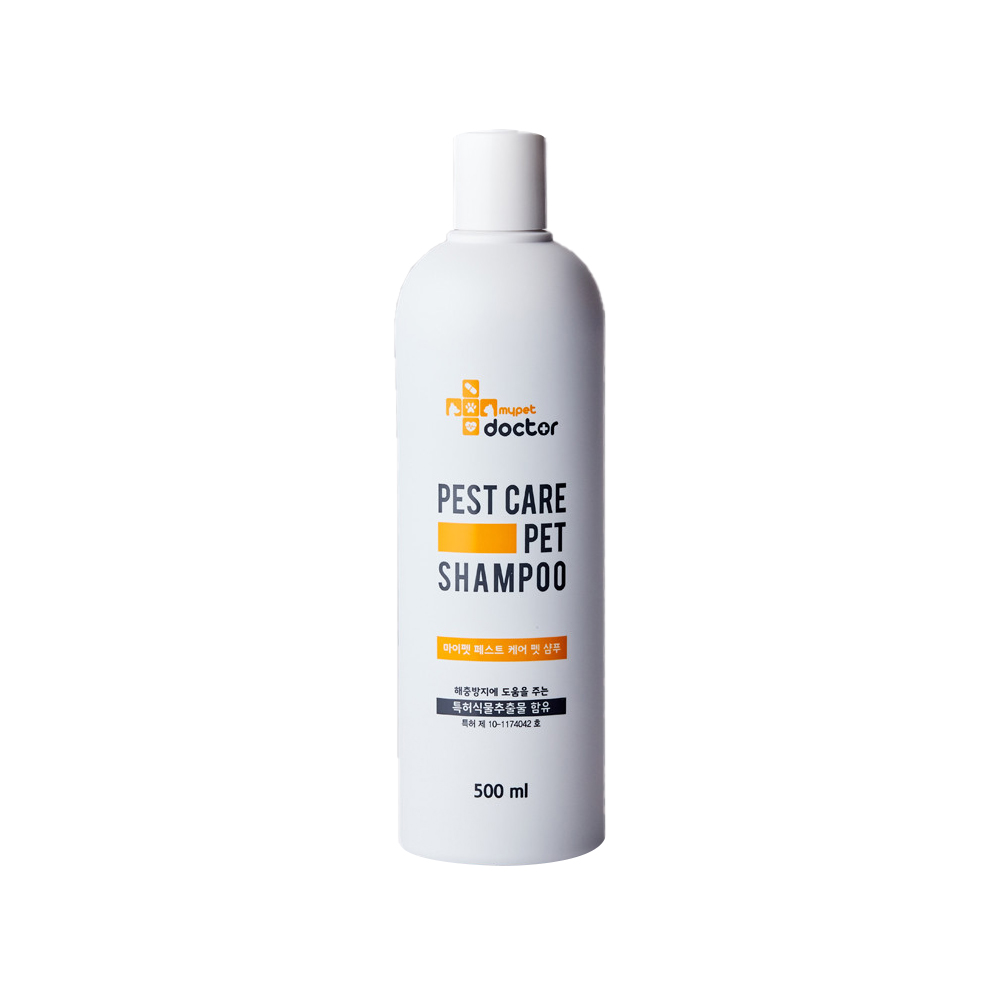 mypet
doctor
PEST CARE
PET
SHAMPOO
마이펫 페스트 케어 펫 샴푸
해충방지에 도움을 주는
특허식물추출물 함유
특허 제 10-1174042 호
500 ml